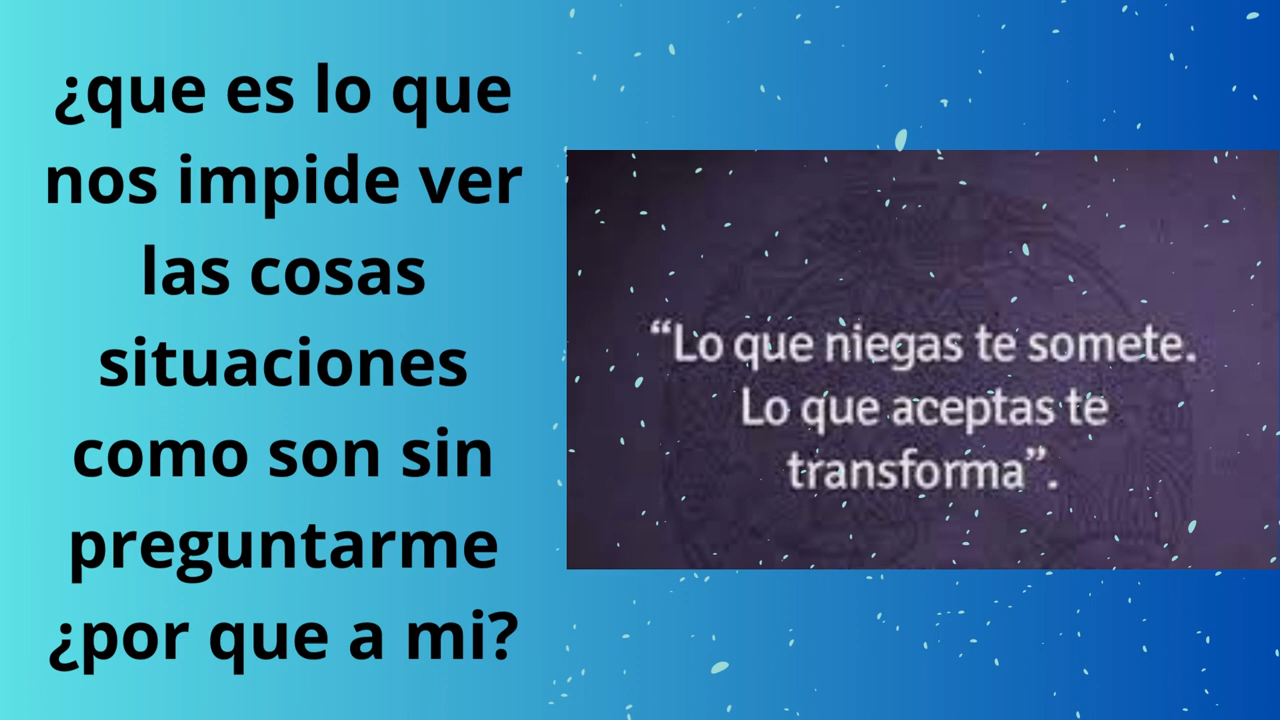 ¿que es lo que
nos impide ver
las cosas
situaciones
como son sin
preguntarme
¿por que a mi?
“Lo que niegas te somete.
Lo que aceptas te
transforma”.